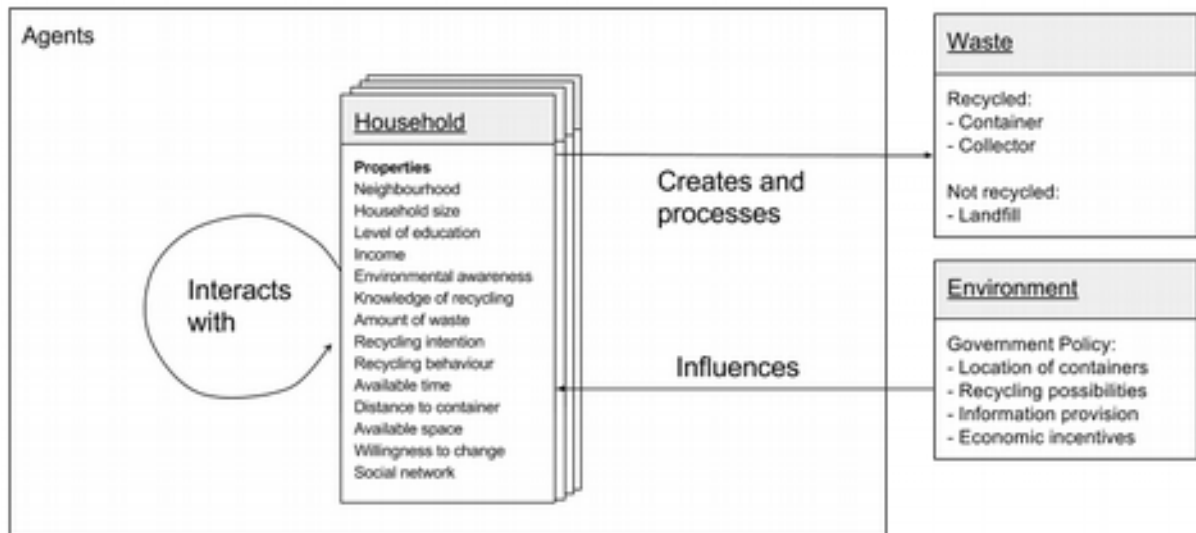 Agents
Household
Properties
Neighbourhood
Household size
Level of education
Income
Environmental awareness
Knowledge of recycling
Amount of waste
Recycling intention
Recycling behaviour
Available time
Distance to container
Available space
Willingness to change
Social network
Interacts
with
Creates and
processes
Influences
Waste
Recycled:
- Container
- Collector
Not recycled:
- Landfill
Environment
Government Policy:
- Location of containers
- Recycling possibilities
- Information provision
- Economic incentives